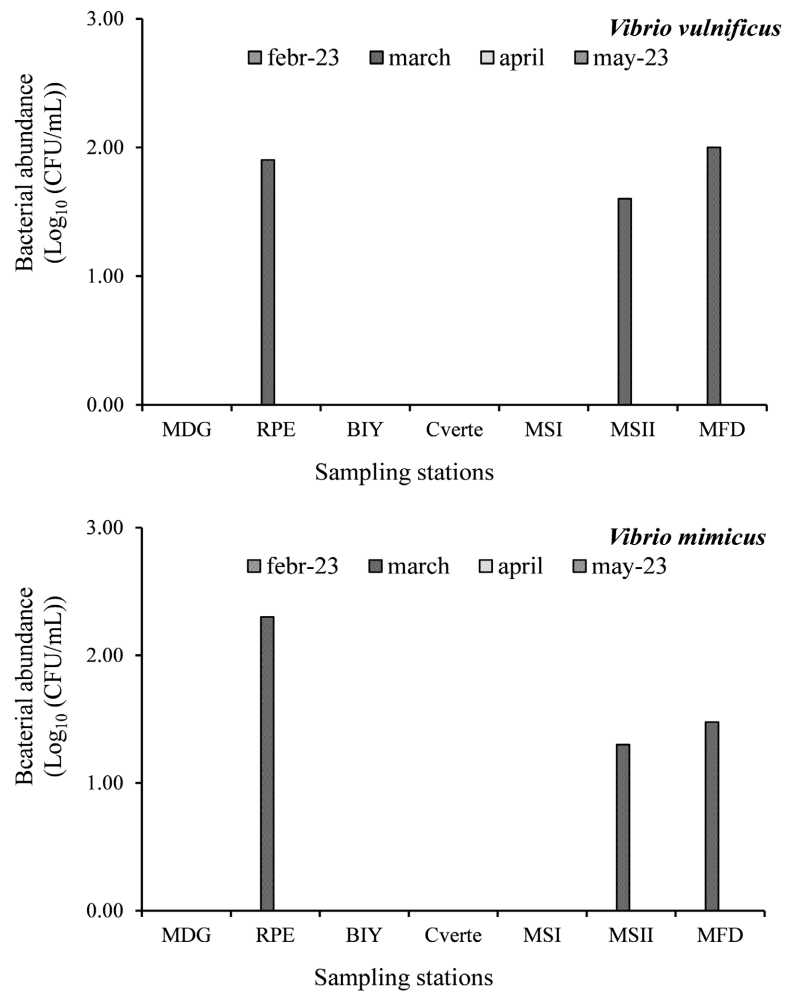 Vibrio vulnificus
febr-23 march april may-23
Bacterial abundance
(Log10 (CFU/mL))
3.00
2.00
1.00
0.00
MDG RPE BIY Cverte MSI MSII MFD
Sampling stations
Vibrio mimicus
febr-23 march april may-23
Bcaterial abundance
(Log10 (CFU/mL))
3.00
2.00
1.00
0.00
MDG RPE BIY Cverte MSI MSII MFD
Sampling stations